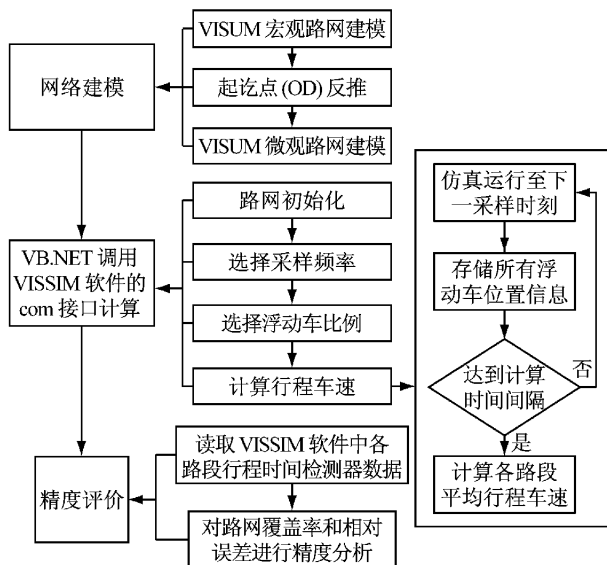 VISUM 宏观路网建模
网络建模
起讫点 (OD) 反推
VISUM 微观路网建模
路网初始化
VB.NET 调用
VISSIM 软件的
com 接口计算
选择采样频率
选择浮动车比例
计算行程车速
仿真运行至下
一采样时刻
存储所有浮
动车位置信息
达到计算
时间间隔
否
是
计算各路段
平均行程车速
精度评价
读取 VISSIM 软件中各
路段行程时间检测器数据
对路网覆盖率和相对
误差进行精度分析